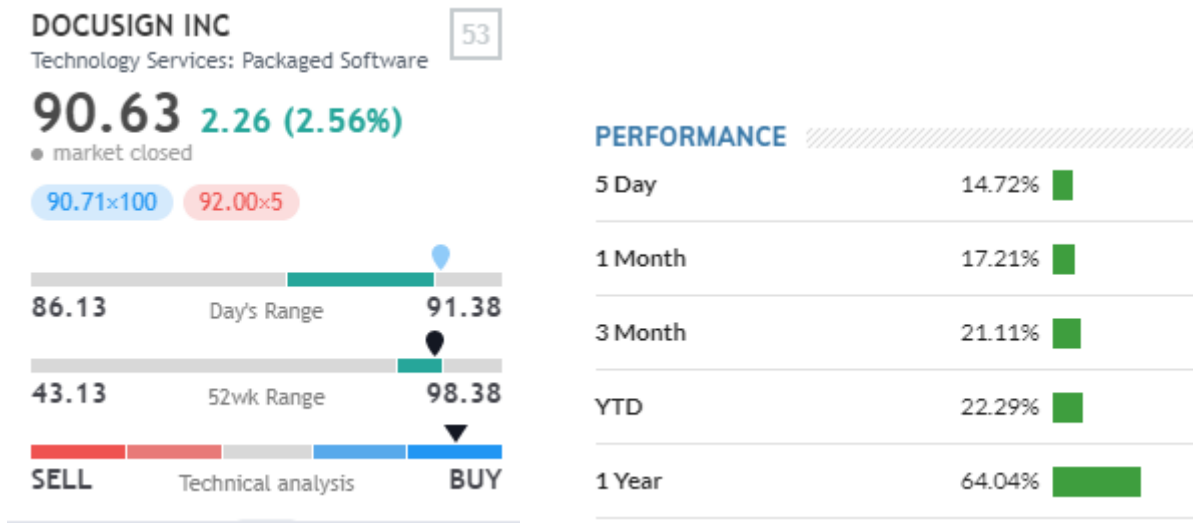 DOCUSIGN INC
53
Technology Services: Packaged Software
90.63 2.26 (2.56%)
market closed
90.71×100 92.00×5
86.13 Day's Range 91.38
43.13 52wk Range 98.38
SELL Technical analysis BUY
PERFORMANCE
5 Day 14.72%
1 Month 17.21%
3 Month 21.11%
YTD 22.29%
1 Year 64.04%